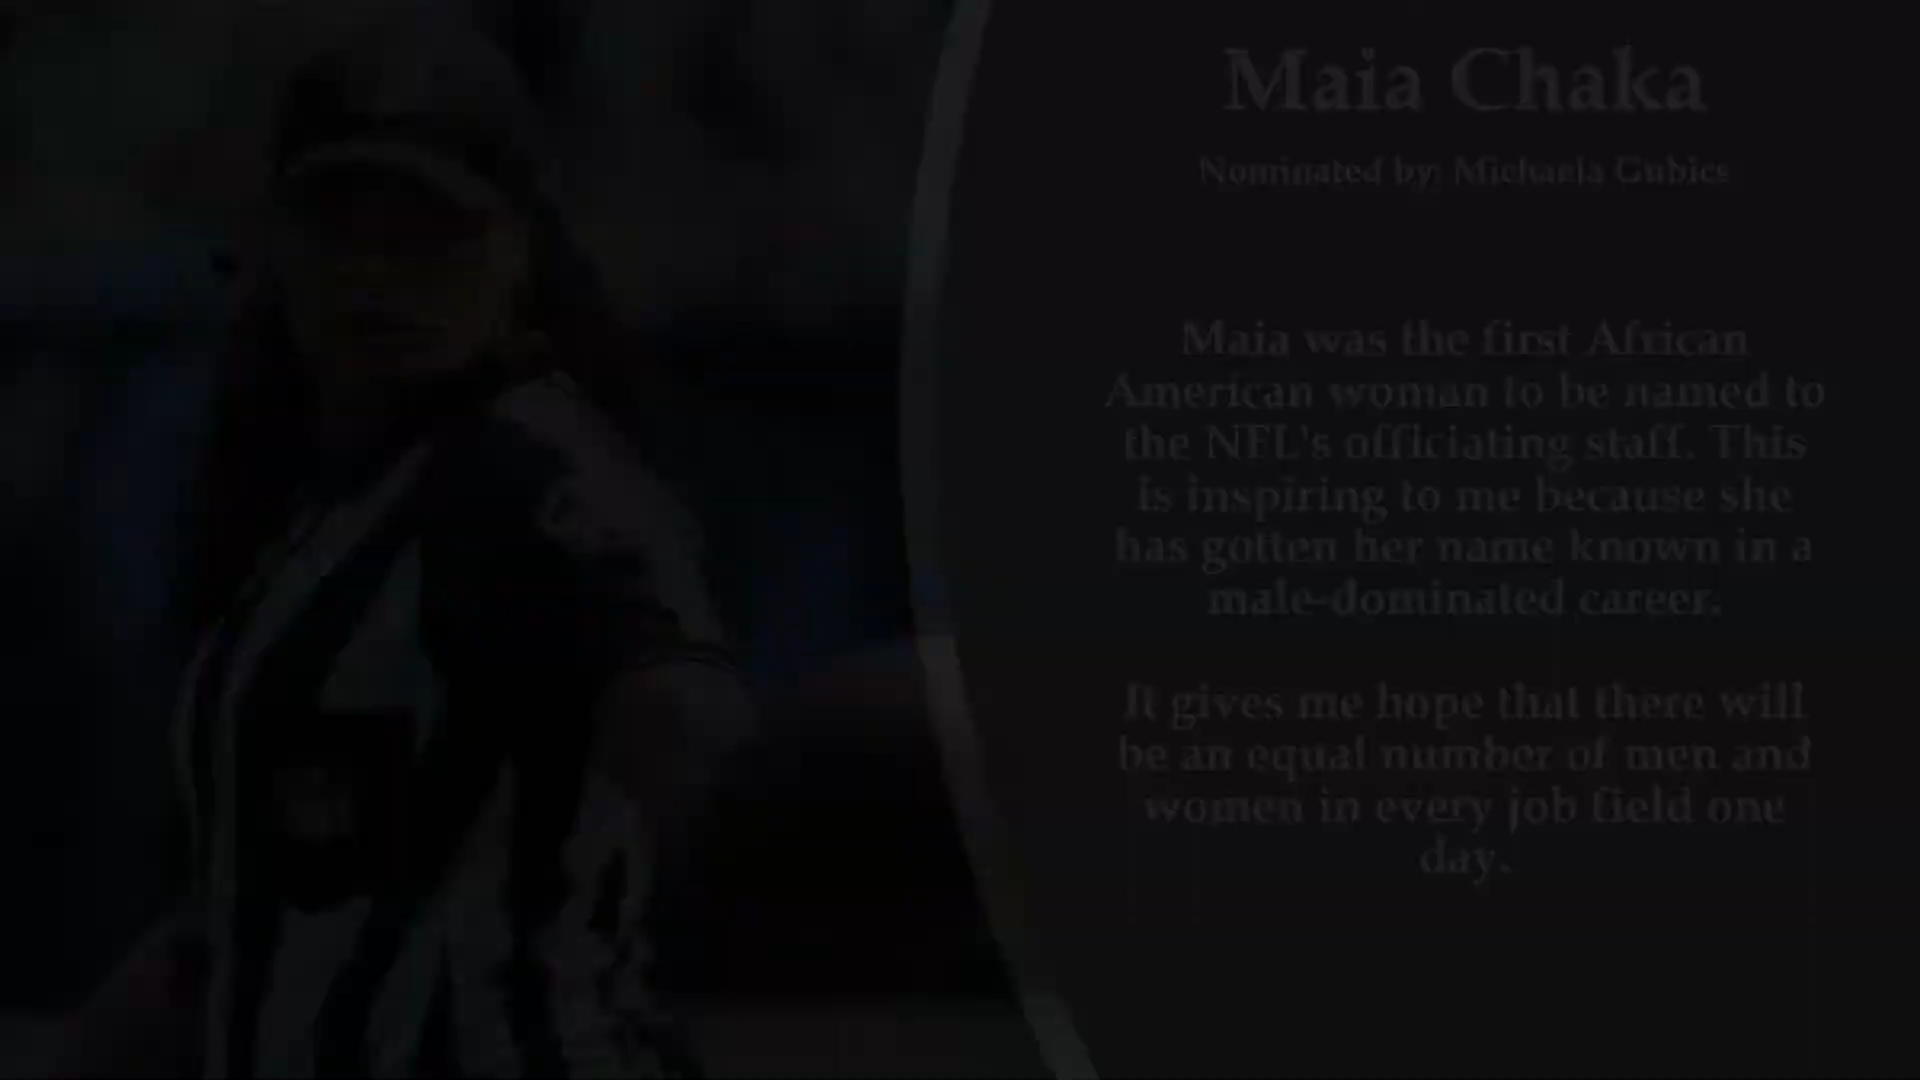 Maia Chaka
Nominated by: Michaela Gubics
Maia was the first African
American woman to be named to
the NFL's officiating staff. This
is inspiring to me because she
has gotten her name known in a
male-dominated career.
It gives me hope that there will
be an equal number of men and
women in every job field one
day.